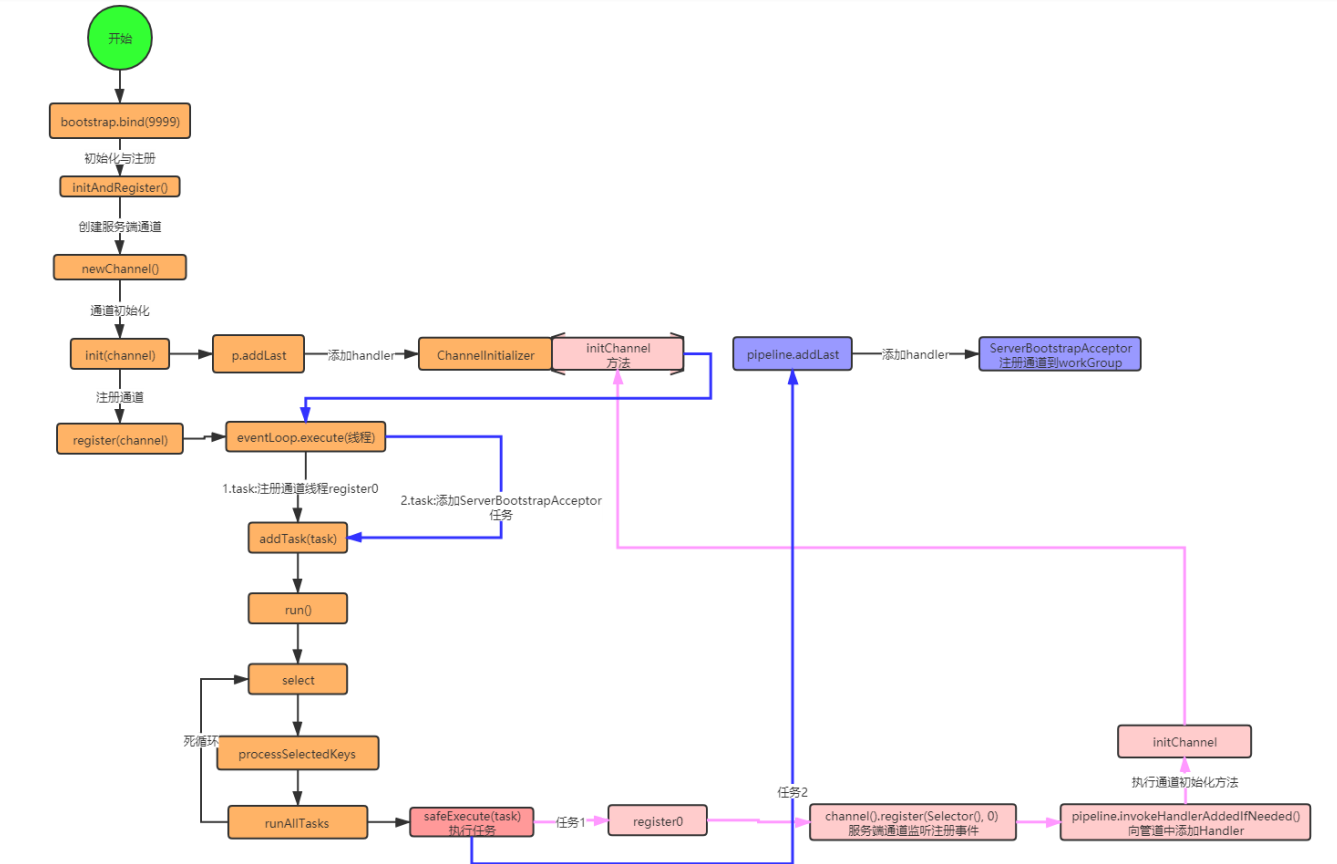 开始
bootstrap.bind(9999)
初始化与注册
initAndRegister()
创建服务端通道
newChannel()
通道初始化
init(channel)
p.addLast
添加handler
ChannelInitializer
initChannel
方法
pipeline.addLast
添加handler
ServerBootstrapAcceptor
注册通道到workGroup
注册通道
register(channel)
eventLoop.execute(线程)
1.task:注册通道线程register0
2.task:添加ServerBootstrapAcceptor
任务
addTask(task)
run()
select
死循环
processSelectedKeys
runAllTasks
safeExecute(task)
执行任务
任务1
register0
任务2
channel().register(Selector(), 0)
服务端通道监听注册事件
pipeline.invokeHandlerAddedIfNeeded()
向管道中添加Handler
执行通道初始化方法
initChannel